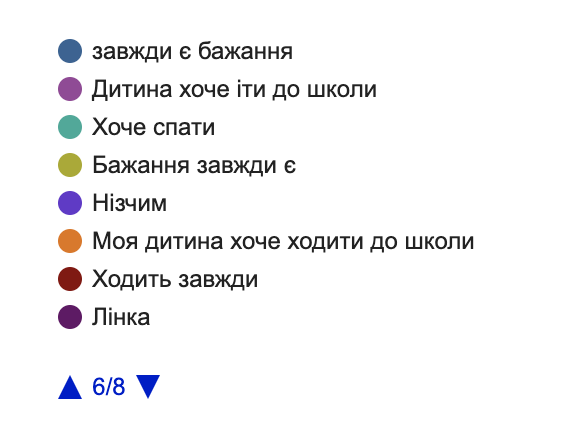 завжди є бажання
Дитина хоче іти до школи
Хоче спати
Бажання завжди є
Нізчим
Моя дитина хоче ходити до школи
Ходить завжди
Лінка
6/8